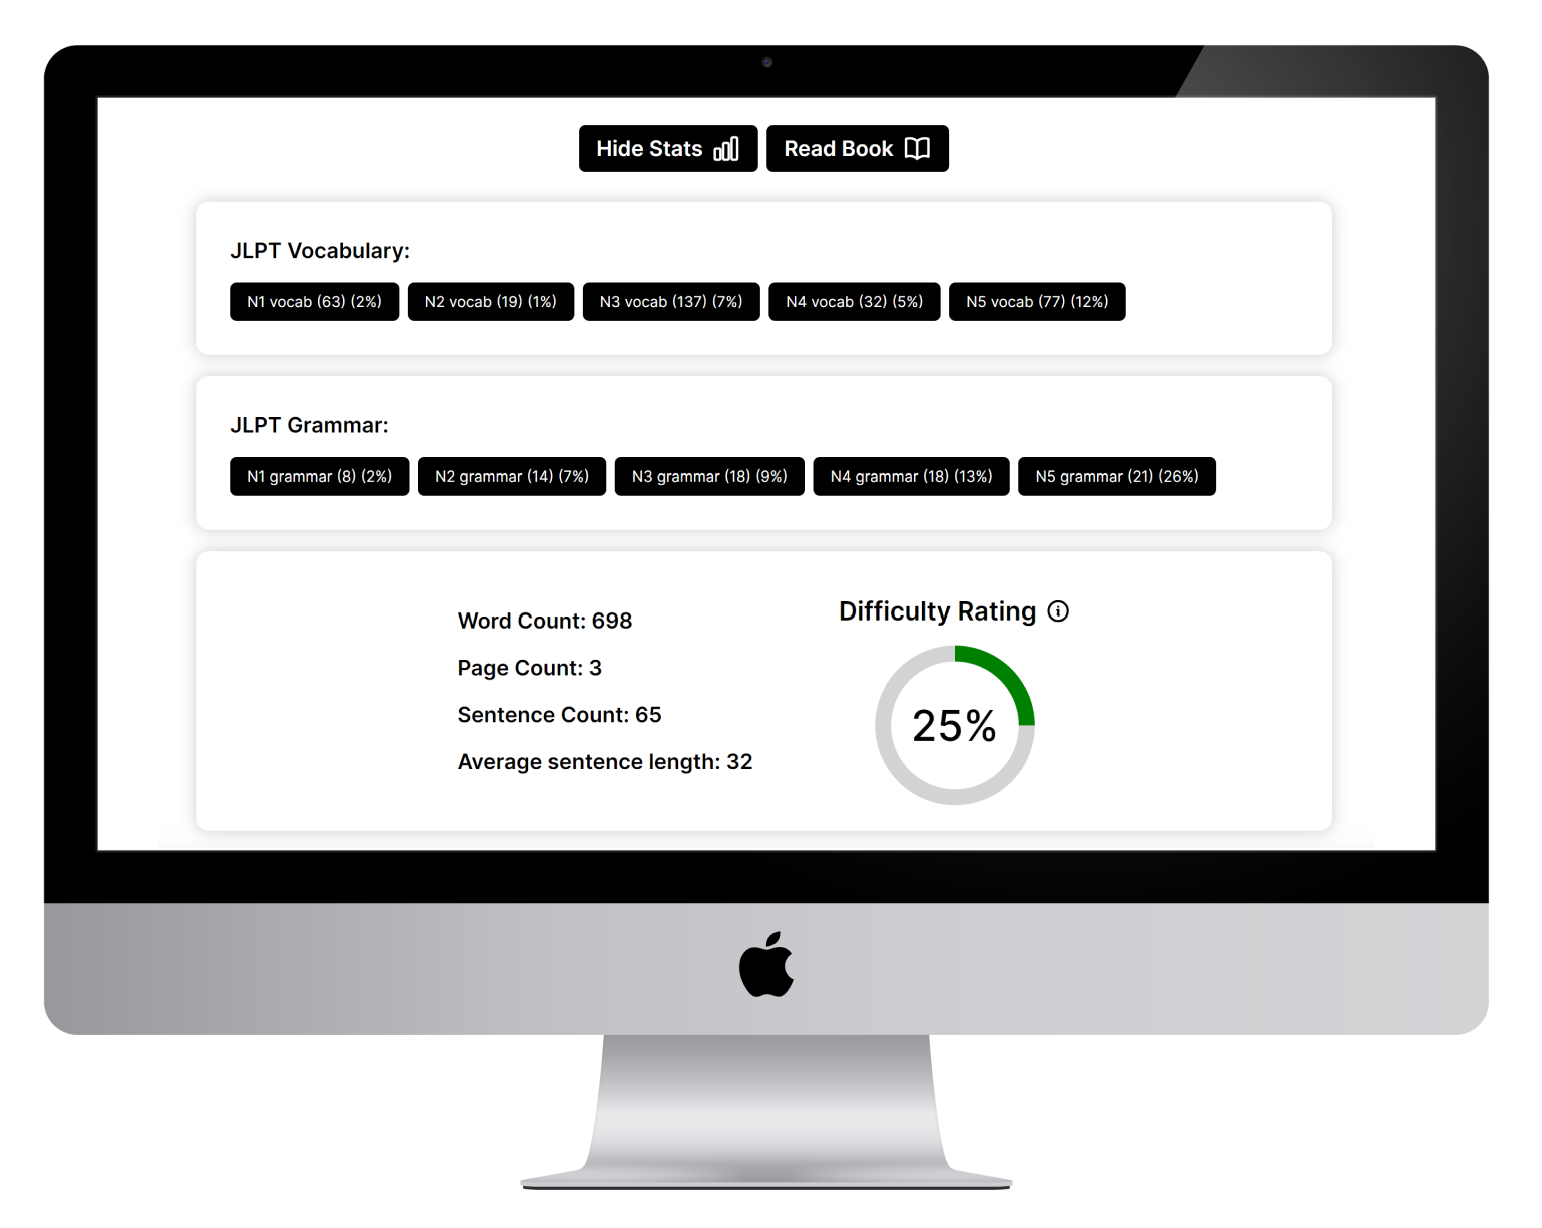 Hide Stats Read Book
JLPT Vocabulary:
N1 vocab (63) (2%) N2 vocab (19) (1%) N3 vocab (137) (7%) N4 vocab (32) (5%) N5 vocab (77) (12%)
JLPT Grammar:
N1 grammar (8) (2%) N2 grammar (14) (7%) N3 grammar (18) (9%) N4 grammar (18) (13%) N5 grammar (21) (26%)
Word Count: 698
Page Count: 3
Sentence Count: 65
Average sentence length: 32
Difficulty Rating
25%